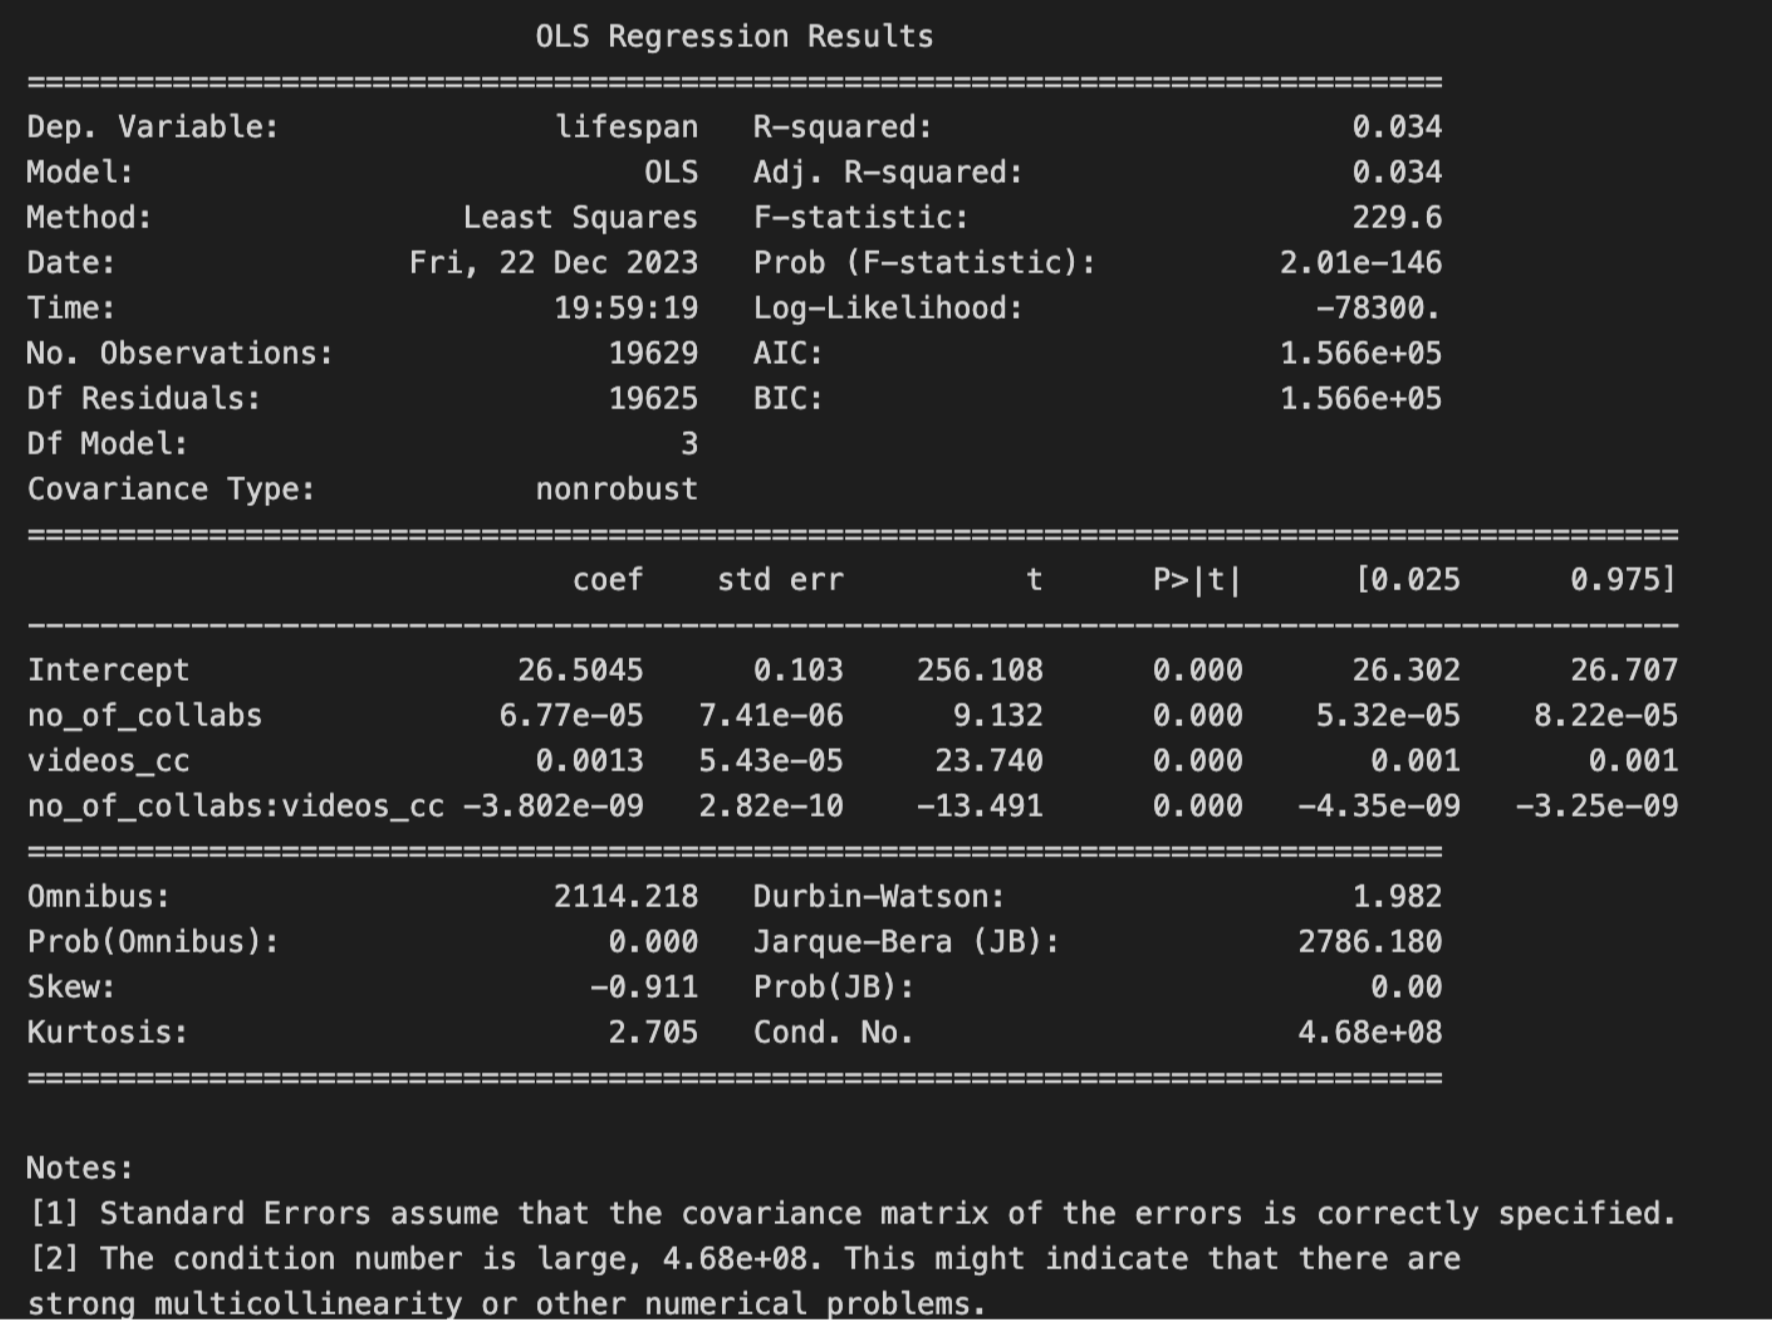 OLS Regression Results
==============================================================================
Dep. Variable: lifespan R-squared: 0.034
Model: OLS Adj. R-squared: 0.034
Method: Least Squares F-statistic: 229.6
Date: Fri, 22 Dec 2023 Prob (F-statistic): 2.01e-146
Time: 19:59:19 Log-Likelihood: -78300.
No. Observations: 19629 AIC: 1.566e+05
Df Residuals: 19625 BIC: 1.566e+05
Df Model: 3
Covariance Type: nonrobust
===========================================================================================
coef std err t P>|t| [0.025 0.975]
-------------------------------------------------------------------------------------------
Intercept 26.5045 0.103 256.108 0.000 26.302 26.707
no_of_collabs 6.77e-05 7.41e-06 9.132 0.000 5.32e-05 8.22e-05
videos_cc 0.0013 5.43e-05 23.740 0.000 0.001 0.001
no_of_collabs:videos_cc -3.802e-09 2.82e-10 -13.491 0.000 -4.35e-09 -3.25e-09
==============================================================================
Omnibus: 2114.218 Durbin-Watson: 1.982
Prob(Omnibus): 0.000 Jarque-Bera (JB): 2786.180
Skew: -0.911 Prob(JB): 0.00
Kurtosis: 2.705 Cond. No. 4.68e+08
==============================================================================
Notes:
[1] Standard Errors assume that the covariance matrix of the errors is correctly specified.
[2] The condition number is large, 4.68e+08. This might indicate that there are
strong multicollinearity or other numerical problems.